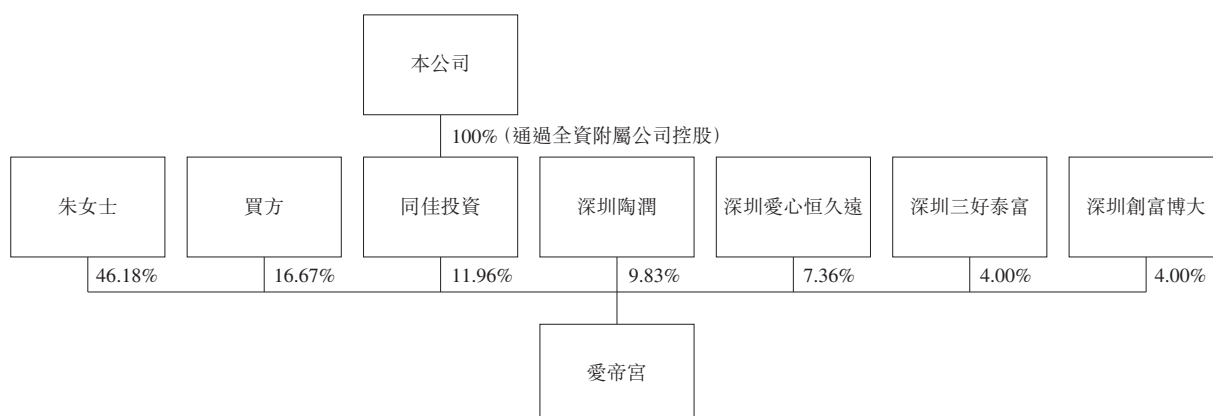 本公司
100% (通過全資附屬公司控股)
朱女士
買方
同佳投資
深圳陶潤
深圳愛心恒久遠
深圳三好泰富
深圳創富博大
46.18%
16.67%
11.96%
9.83%
7.36%
4.00%
4.00%
愛帝宮